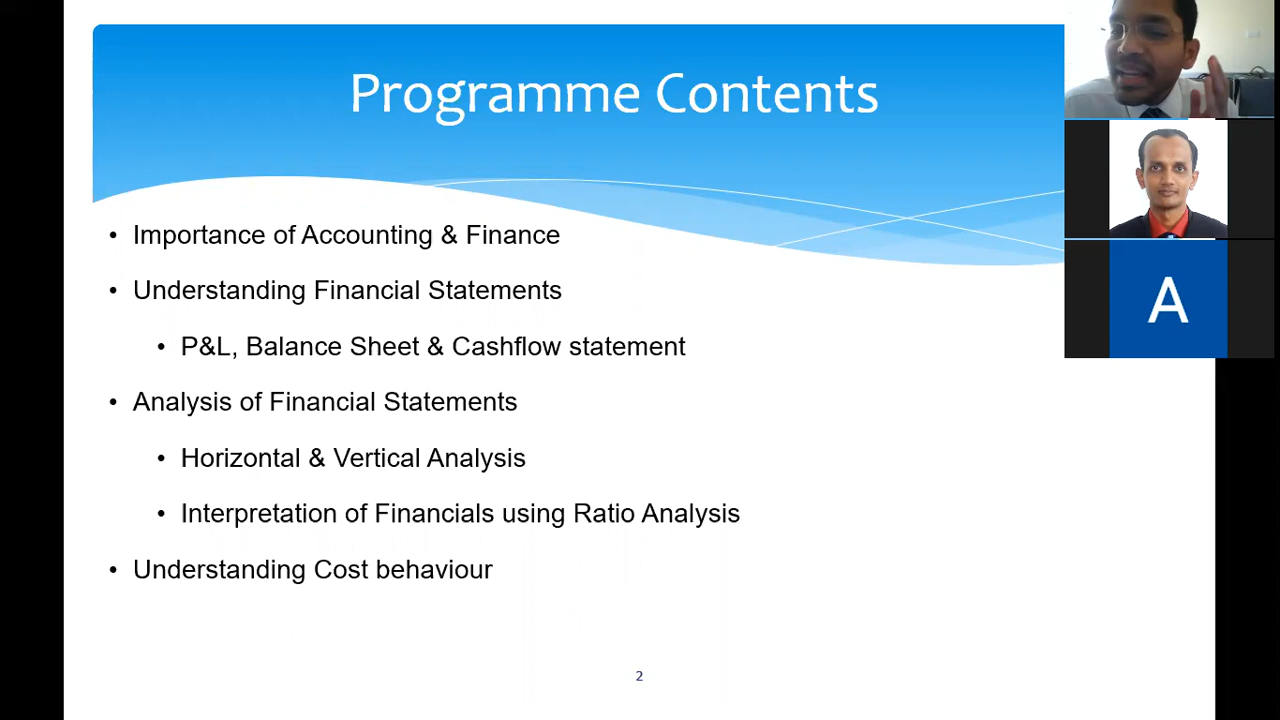 Programme Contents
• Importance of Accounting & Finance
• Understanding Financial Statements
• P&L, Balance Sheet & Cashflow statement
• Analysis of Financial Statements
• Horizontal & Vertical Analysis
• Interpretation of Financials using Ratio Analysis
• Understanding Cost behaviour
2
A